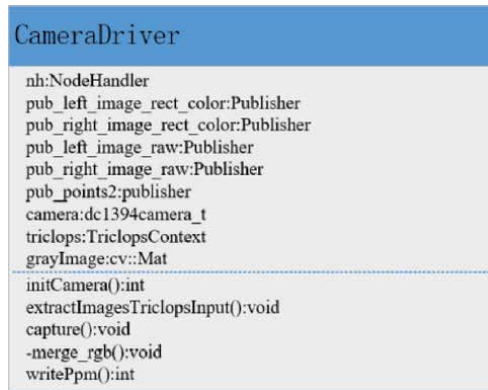 CameraDriver
nh:NodeHandler
pub_left_image_rect_color:Publisher
pub_right_image_rect_color:Publisher
pub_left_image_raw:Publisher
pub_right_image_raw:Publisher
pub_points2:publisher
camera:dc1394camera_t
triclops:TriclopsContext
grayImage:cv::Mat
initCamera():int
extractImagesTriclopsInput():void
capture():void
-merge_rgb():void
writePpm():int